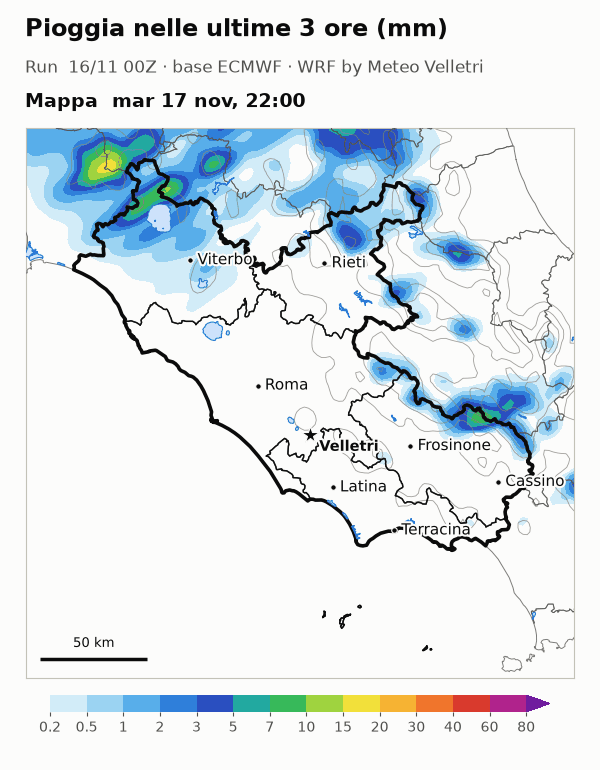 Pioggia nelle ultime 3 ore (mm)
Run  16/11 00Z · base ECMWF · WRF by Meteo Velletri
Mappa  mar 17 nov, 22:00
Viterbo
Rieti
Roma
Velletri
Frosinone
Latina
Cassino
Terracina
50 km
0.2 0.5 1 2 3 5 7 10 15 20 30 40 60 80